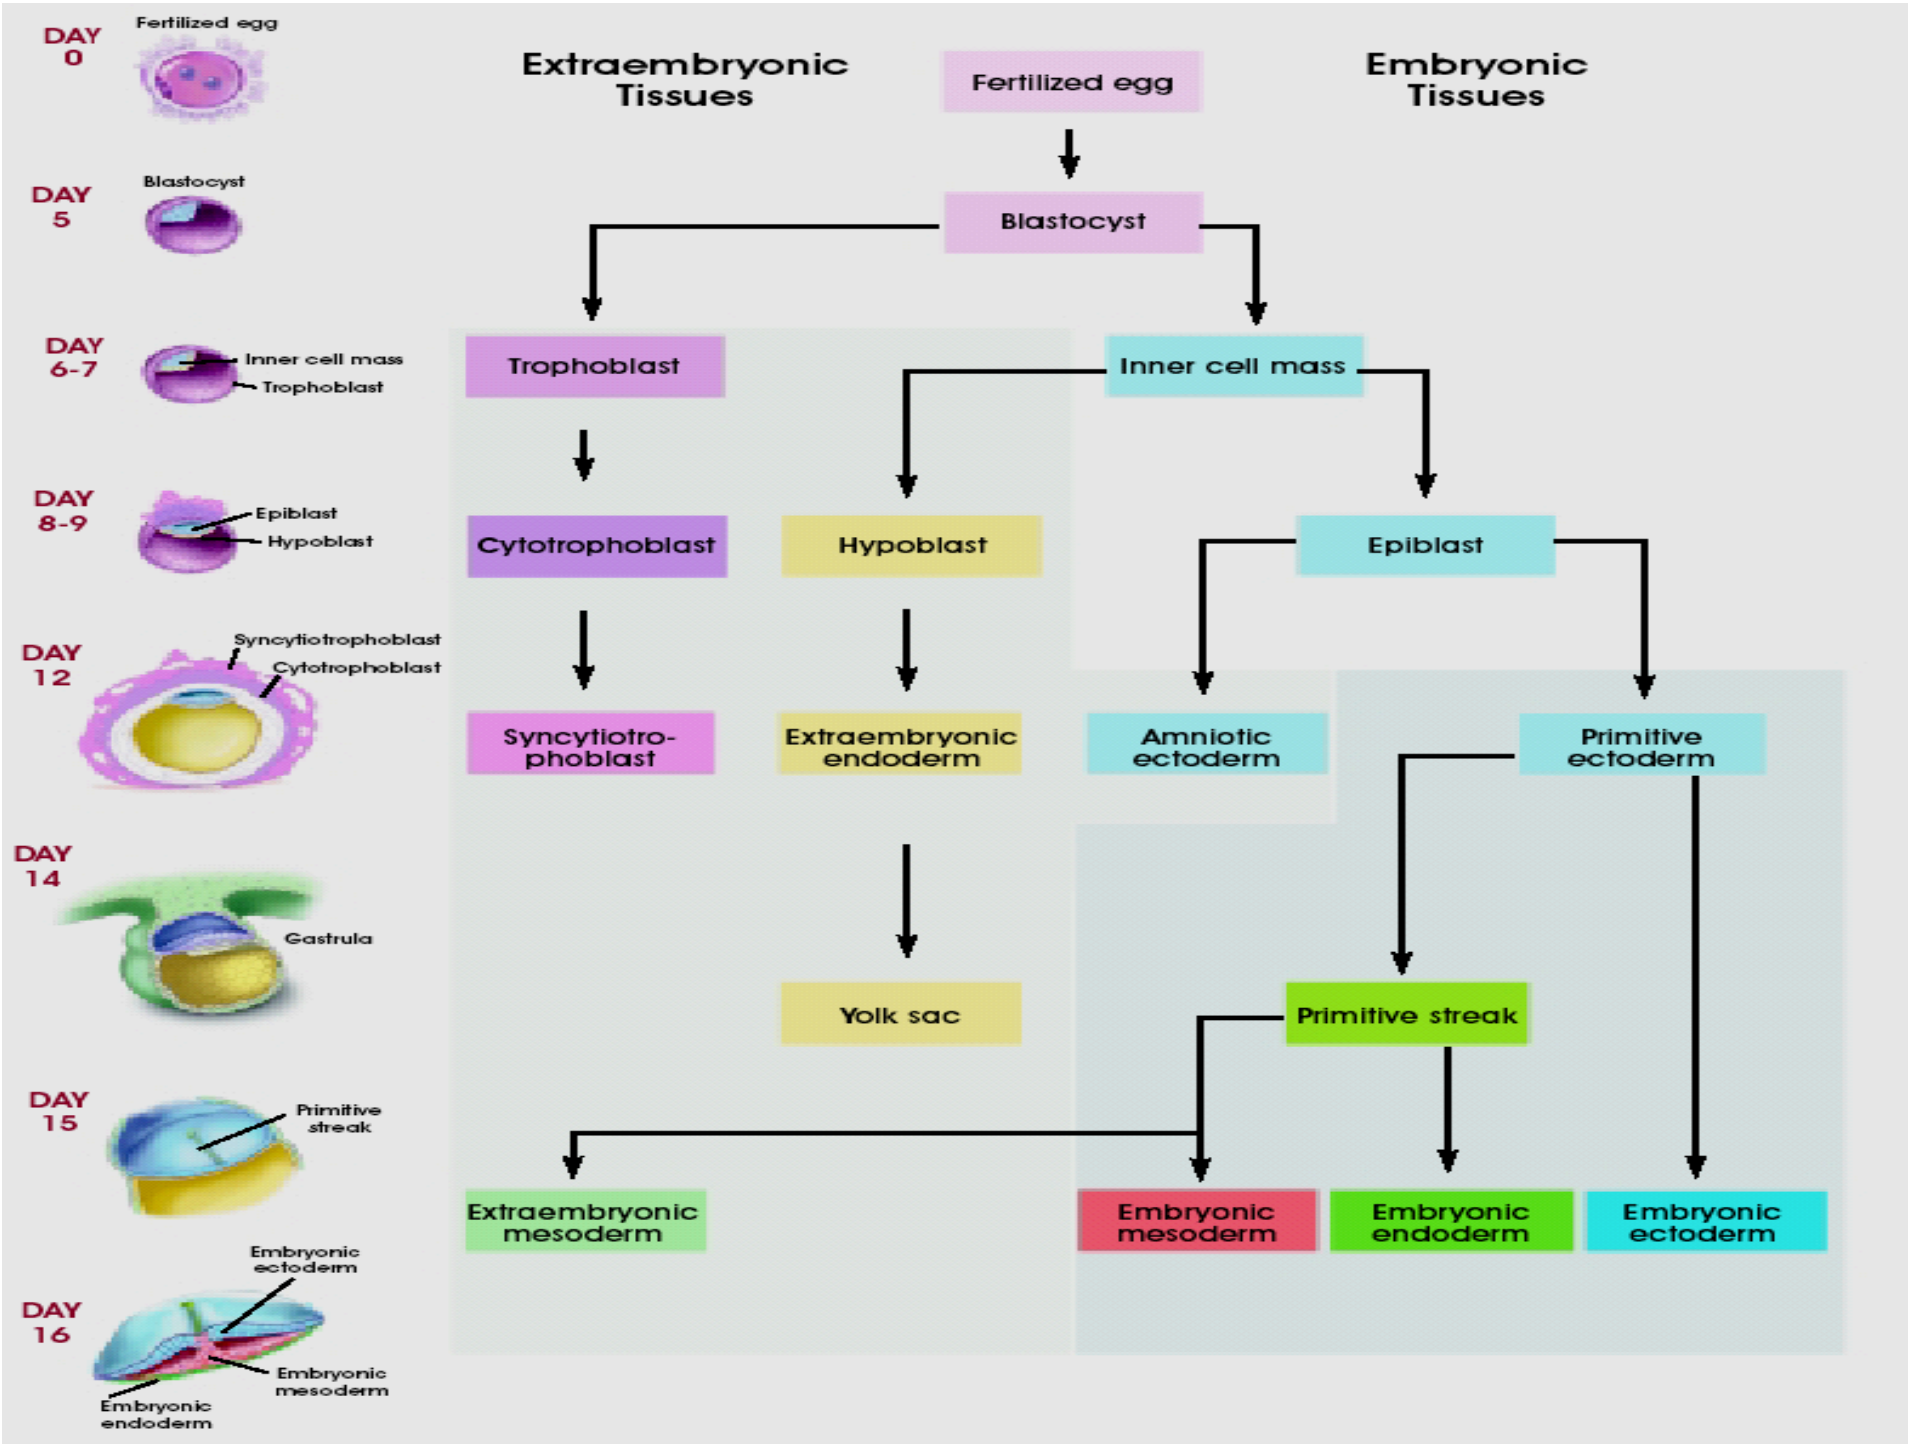 DAY
0
Fertilized egg
Extraembryonic
Tissues
Fertilized egg
Embryonic
Tissues
DAY
5
Blastocyst
Blastocyst
DAY
6-7
Inner cell mass
Trophoblast
Trophoblast
Inner cell mass
DAY
8-9
Epiblast
Hypoblast
Cytotrophoblast
Hypoblast
Epiblast
DAY
12
Syncytiotrophoblast
Cytotrophoblast
Syncytiotro-
phoblast
Extraembryonic
endoderm
Amniotic
ectoderm
Primitive
ectoderm
DAY
14
Gastrula
Yolk sac
Primitive streak
DAY
15
Primitive
streak
Extraembryonic
mesoderm
Embryonic
mesoderm
Embryonic
endoderm
Embryonic
ectoderm
DAY
16
Embryonic
ectoderm
Embryonic
mesoderm
Embryonic
endoderm